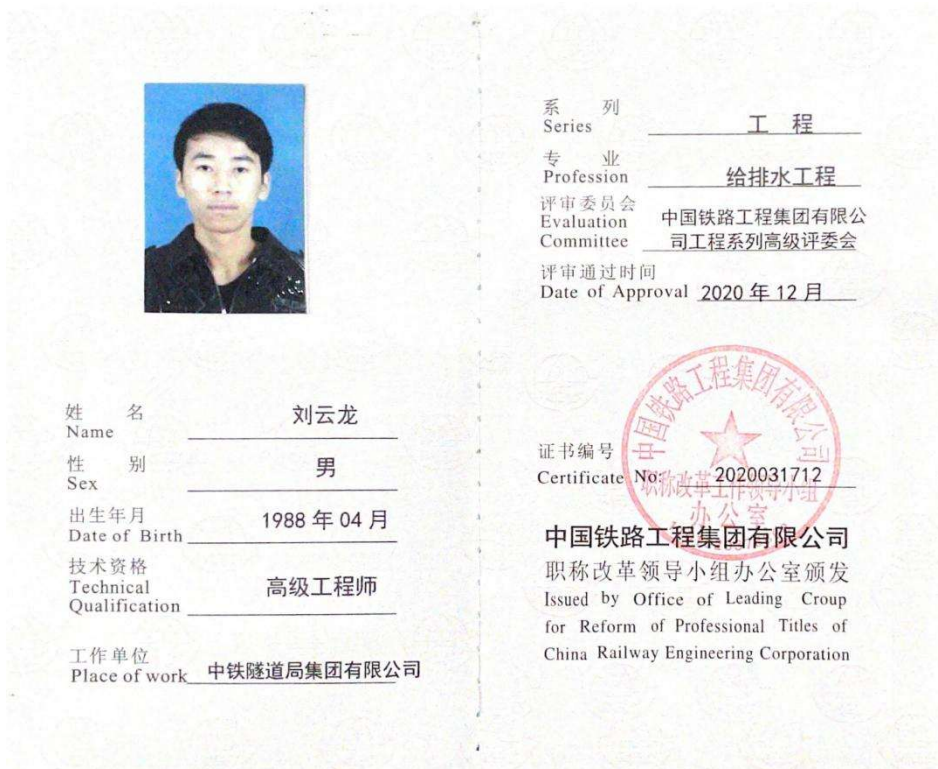 姓 名
Name
刘云龙
性 别
Sex
男
出生年月
Date of Birth
1988 年 04 月
技术资格
Technical
Qualification
高级工程师
工作单位
Place of work
中铁隧道局集团有限公司
系 列
Series
工 程
专 业
Profession
给排水工程
评审委员会
Evaluation
Committee
中国铁路工程集团有限公
司工程系列高级评委会
评审通过时间
Date of Approval 2020 年 12 月
中国铁路工程集团有限公司
职称改革工作领导小组
办公室
证书编号
Certificate No: 2020031712
中国铁路工程集团有限公司
职称改革领导小组办公室颁发
Issued by Office of Leading Croup
for Reform of Professional Titles of
China Railway Engineering Corporation